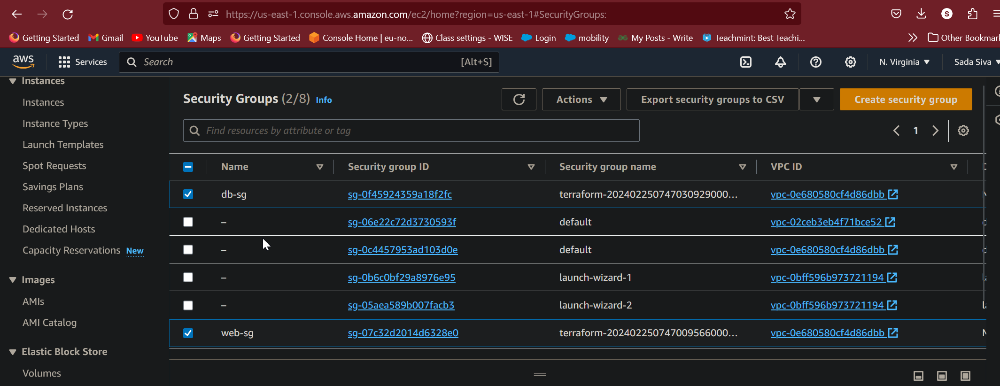 https://us-east-1.console.aws.amazon.com/ec2/home?region=us-east-1#SecurityGroups:
S
Getting Started Gmail YouTube Maps Getting Started Console Home | eu-no... Class settings - WISE Login mobility My Posts - Write Teachmint: Best Teachi... Other Bookmar
aws Services Search [Alt+S] N. Virginia Sada Siva
Instances
Instances
Instance Types
Launch Templates
Spot Requests
Savings Plans
Reserved Instances
Dedicated Hosts
Capacity Reservations New
Images
AMIs
AMI Catalog
Elastic Block Store
Volumes
Security Groups (2/8) Info Actions Export security groups to CSV Create security group
Find resources by attribute or tag 1
Name Security group ID Security group name VPC ID
db-sg sg-0f45924359a18f2fc terraform-202402250747030929000... vpc-0e680580cf4d86dbb
– sg-06e22c72d3730593f default vpc-02ceb3eb4f71bce52
– sg-0c4457953ad103d0e default vpc-0e680580cf4d86dbb
– sg-0b6c0bf29a8976e95 launch-wizard-1 vpc-0bff596b973721194
– sg-05aea589b007facb3 launch-wizard-2 vpc-0bff596b973721194
web-sg sg-07c32d2014d6328e0 terraform-202402250747009566000... vpc-0e680580cf4d86dbb